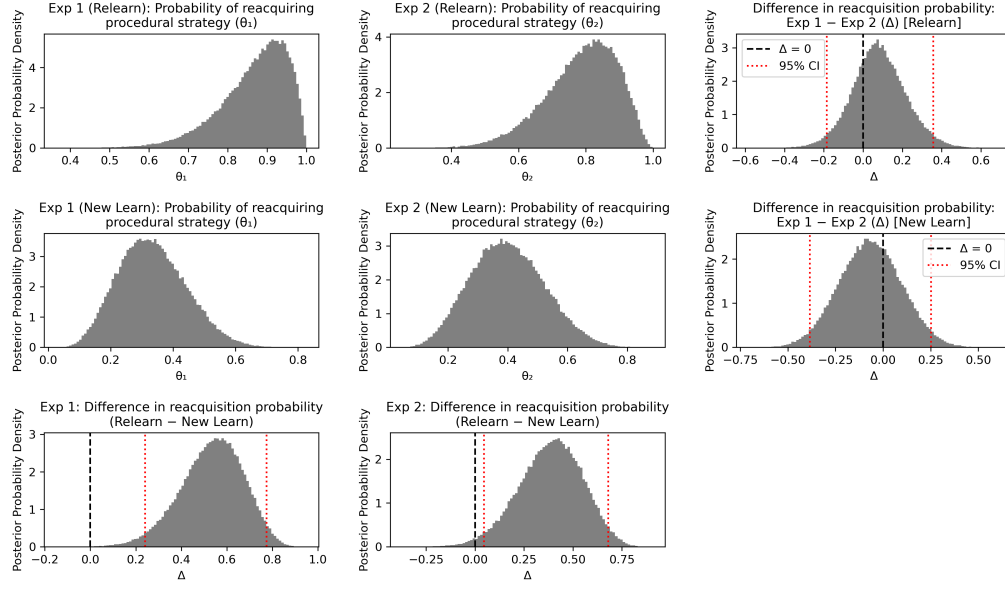 Exp 1 (Relearn): Probability of reacquiring
procedural strategy (θ₁)
Posterior Probability Density
4
2
0
0.4 0.5 0.6 0.7 0.8 0.9 1.0
θ₁
Exp 2 (Relearn): Probability of reacquiring
procedural strategy (θ₂)
Posterior Probability Density
4
3
2
1
0
0.4 0.6 0.8 1.0
θ₂
Difference in reacquisition probability:
Exp 1 − Exp 2 (Δ) [Relearn]
Posterior Probability Density
3
2
1
0
Δ = 0
95% CI
−0.6 −0.4 −0.2 0.0 0.2 0.4 0.6
Δ
Exp 1 (New Learn): Probability of reacquiring
procedural strategy (θ₁)
Posterior Probability Density
3
2
1
0
0.0 0.2 0.4 0.6 0.8
θ₁
Exp 2 (New Learn): Probability of reacquiring
procedural strategy (θ₂)
Posterior Probability Density
3
2
1
0
0.2 0.4 0.6 0.8
θ₂
Difference in reacquisition probability:
Exp 1 − Exp 2 (Δ) [New Learn]
Posterior Probability Density
2
1
0
Δ = 0
95% CI
−0.75 −0.50 −0.25 0.00 0.25 0.50
Δ
Exp 1: Difference in reacquisition probability
(Relearn − New Learn)
Posterior Probability Density
3
2
1
0
−0.2 0.0 0.2 0.4 0.6 0.8 1.0
Δ
Exp 2: Difference in reacquisition probability
(Relearn − New Learn)
Posterior Probability Density
2
1
0
−0.25 0.00 0.25 0.50 0.75
Δ